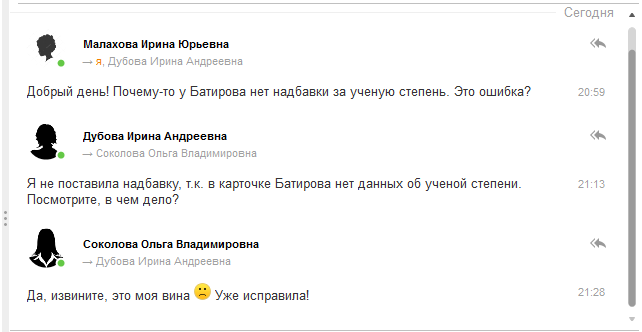 Сегодня
Малахова Ирина Юрьевна
→ я, Дубова Ирина Андреевна
Добрый день! Почему-то у Батирова нет надбавки за ученую степень. Это ошибка?
20:59
Дубова Ирина Андреевна
→ Соколова Ольга Владимировна
Я не поставила надбавку, т.к. в карточке Батирова нет данных об ученой степени.
21:13
Посмотрите, в чем дело?
Соколова Ольга Владимировна
→ Дубова Ирина Андреевна
Да, извините, это моя вина 🙁 Уже исправила!
21:28